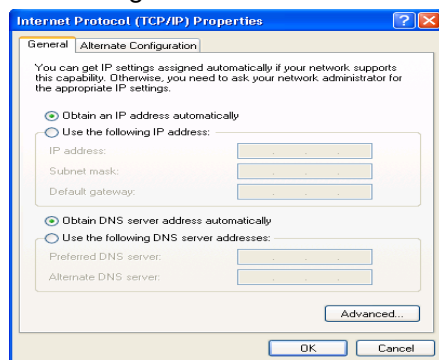 Internet Protocol (TCP/IP) Properties
General
Alternate Configuration
You can get IP settings assigned automatically if your network supports
this capability. Otherwise, you need to ask your network administrator for
the appropriate IP settings.
Obtain an IP address automatically
Use the following IP address:
IP address:
Subnet mask:
Default gateway:
Obtain DNS server address automatically
Use the following DNS server addresses:
Preferred DNS server:
Alternate DNS server:
Advanced...
OK
Cancel